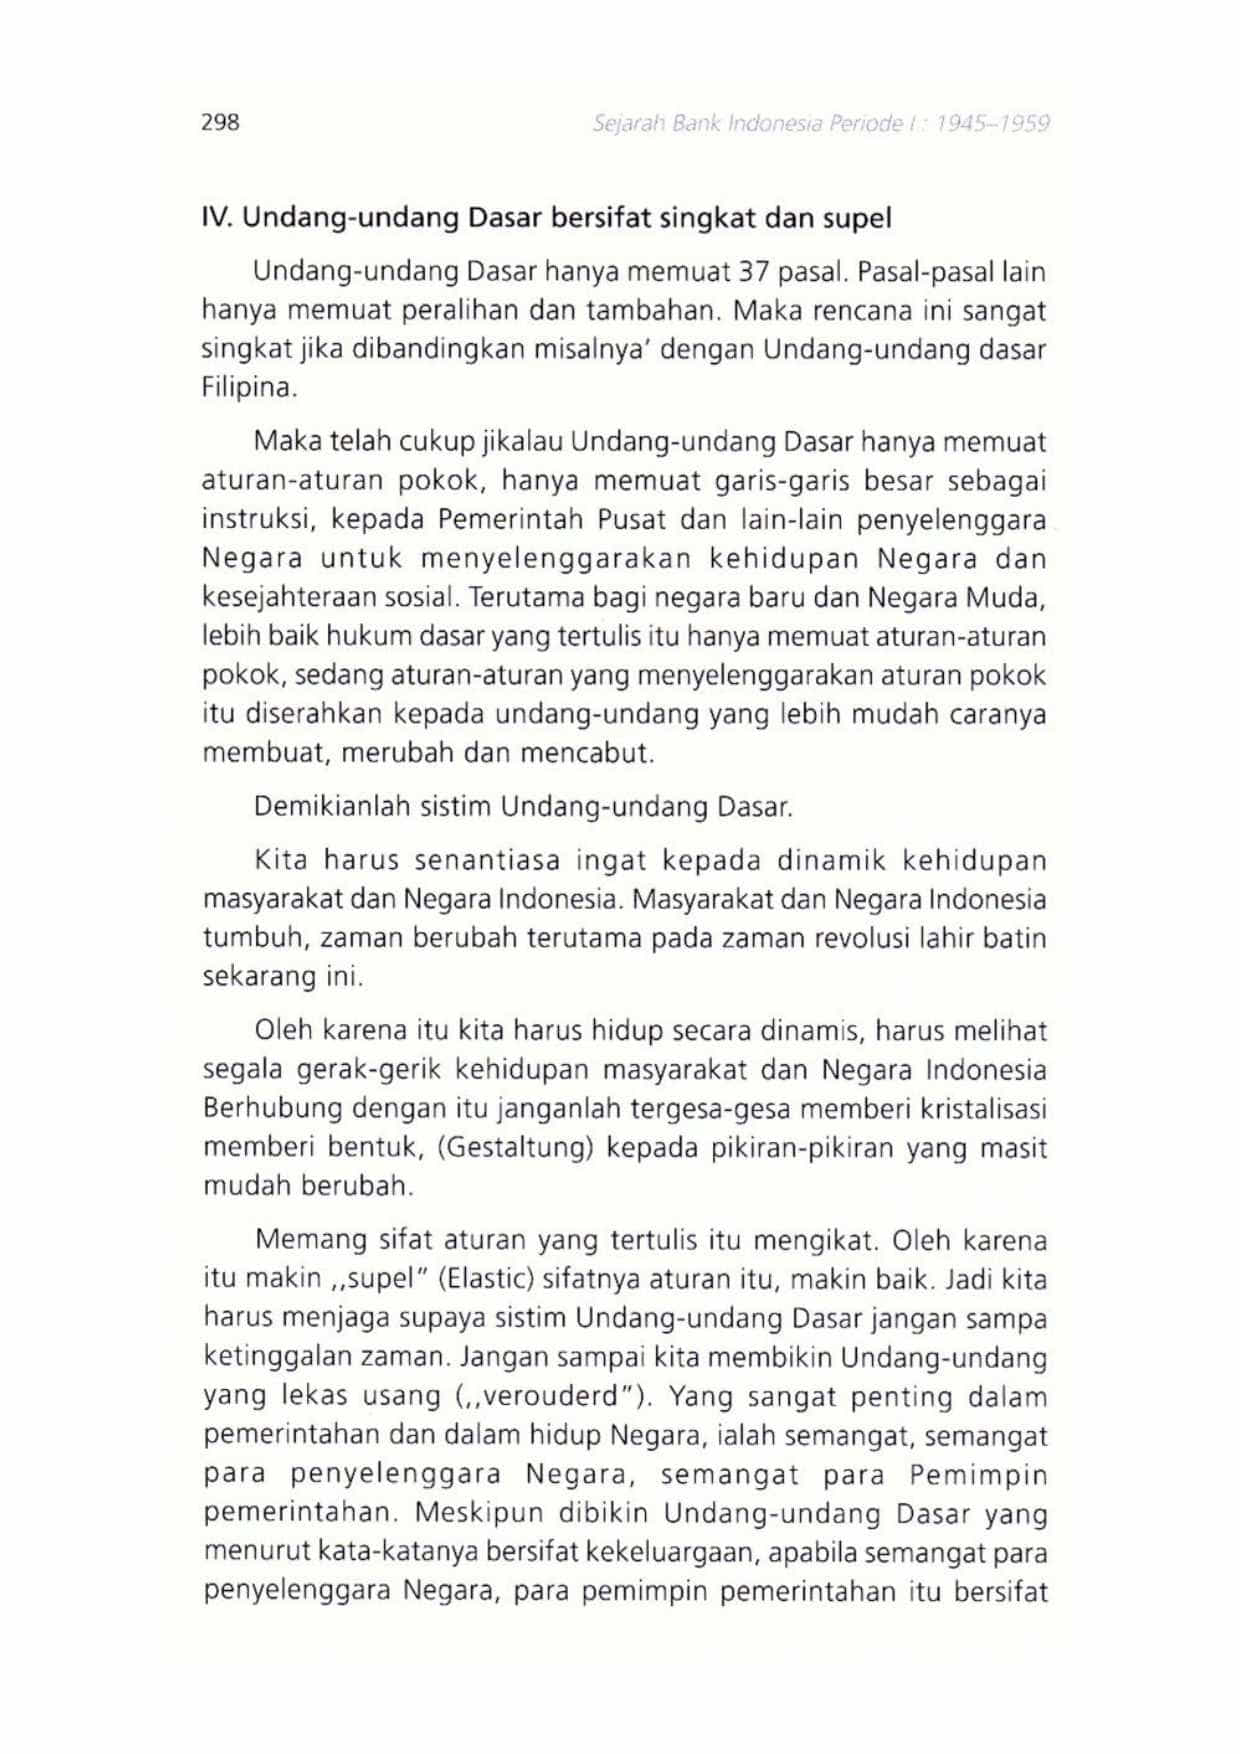 298
Sejarah Bank Indonesia Periode I : 1945–1959
IV. Undang-undang Dasar bersifat singkat dan supel
Undang-undang Dasar hanya memuat 37 pasal. Pasal-pasal lain
hanya memuat peralihan dan tambahan. Maka rencana ini sangat
singkat jika dibandingkan misalnya’ dengan Undang-undang dasar
Filipina.
Maka telah cukup jikalau Undang-undang Dasar hanya memuat
aturan-aturan pokok, hanya memuat garis-garis besar sebagai
instruksi, kepada Pemerintah Pusat dan lain-lain penyelenggara
Negara untuk menyelenggarakan kehidupan Negara dan
kesejahteraan sosial. Terutama bagi negara baru dan Negara Muda,
lebih baik hukum dasar yang tertulis itu hanya memuat aturan-aturan
pokok, sedang aturan-aturan yang menyelenggarakan aturan pokok
itu diserahkan kepada undang-undang yang lebih mudah caranya
membuat, merubah dan mencabut.
Demikianlah sistim Undang-undang Dasar.
Kita harus senantiasa ingat kepada dinamik kehidupan
masyarakat dan Negara Indonesia. Masyarakat dan Negara Indonesia
tumbuh, zaman berubah terutama pada zaman revolusi lahir batin
sekarang ini.
Oleh karena itu kita harus hidup secara dinamis, harus melihat
segala gerak-gerik kehidupan masyarakat dan Negara Indonesia
Berhubung dengan itu janganlah tergesa-gesa memberi kristalisasi
memberi bentuk, (Gestaltung) kepada pikiran-pikiran yang masit
mudah berubah.
Memang sifat aturan yang tertulis itu mengikat. Oleh karena
itu makin ,,supel” (Elastic) sifatnya aturan itu, makin baik. Jadi kita
harus menjaga supaya sistim Undang-undang Dasar jangan sampa
ketinggalan zaman. Jangan sampai kita membikin Undang-undang
yang lekas usang (,,verouderd”). Yang sangat penting dalam
pemerintahan dan dalam hidup Negara, ialah semangat, semangat
para penyelenggara Negara, semangat para Pemimpin
pemerintahan. Meskipun dibikin Undang-undang Dasar yang
menurut kata-katanya bersifat kekeluargaan, apabila semangat para
penyelenggara Negara, para pemimpin pemerintahan itu bersifat